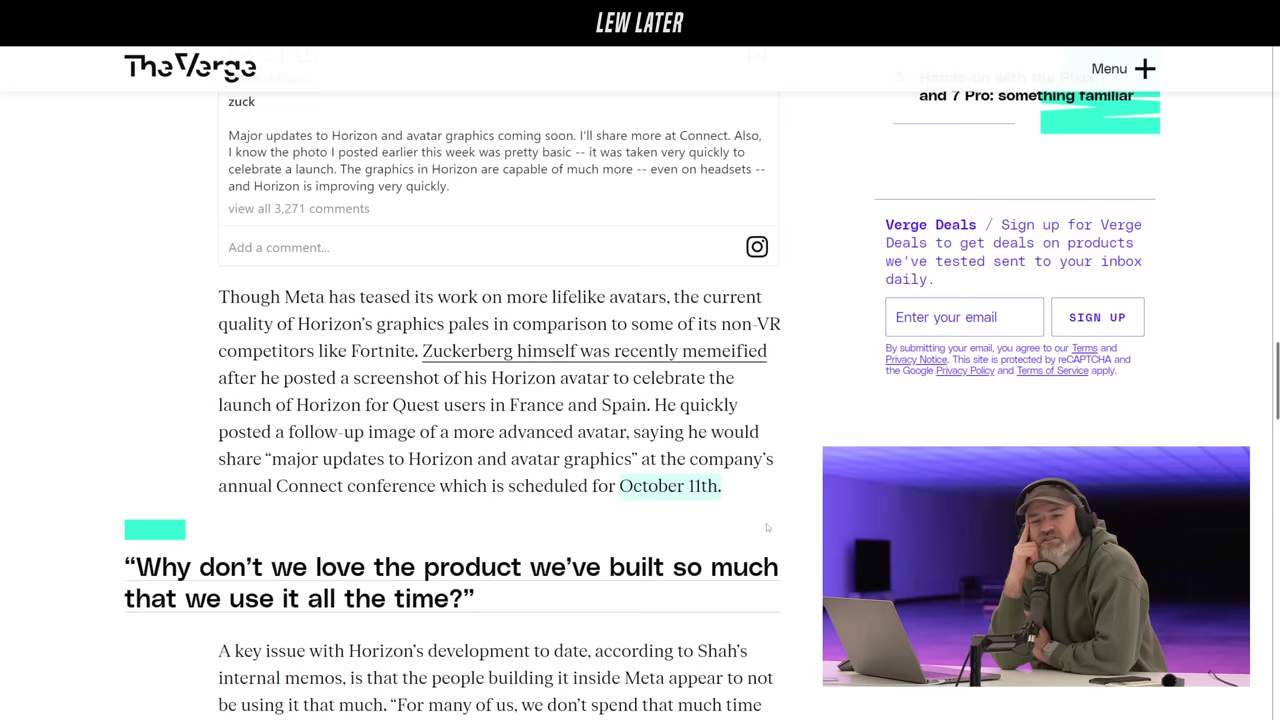 LEW LATER
The Verge
Menu
Hands-on with the Pixel 7
and 7 Pro: something familiar
zuck
Major updates to Horizon and avatar graphics coming soon. I'll share more at Connect. Also,
I know the photo I posted earlier this week was pretty basic -- it was taken very quickly to
celebrate a launch. The graphics in Horizon are capable of much more -- even on headsets --
and Horizon is improving very quickly.
view all 3,271 comments
Add a comment...
Though Meta has teased its work on more lifelike avatars, the current
quality of Horizon’s graphics pales in comparison to some of its non-VR
competitors like Fortnite. Zuckerberg himself was recently memeified
after he posted a screenshot of his Horizon avatar to celebrate the
launch of Horizon for Quest users in France and Spain. He quickly
posted a follow-up image of a more advanced avatar, saying he would
share “major updates to Horizon and avatar graphics” at the company’s
annual Connect conference which is scheduled for October 11th.
“Why don’t we love the product we’ve built so much
that we use it all the time?”
A key issue with Horizon’s development to date, according to Shah’s
internal memos, is that the people building it inside Meta appear to not
be using it that much. “For many of us, we don’t spend that much time
Verge Deals / Sign up for Verge
Deals to get deals on products
we've tested sent to your inbox
daily.
Enter your email
SIGN UP
By submitting your email, you agree to our Terms and
Privacy Notice. This site is protected by reCAPTCHA and
the Google Privacy Policy and Terms of Service apply.